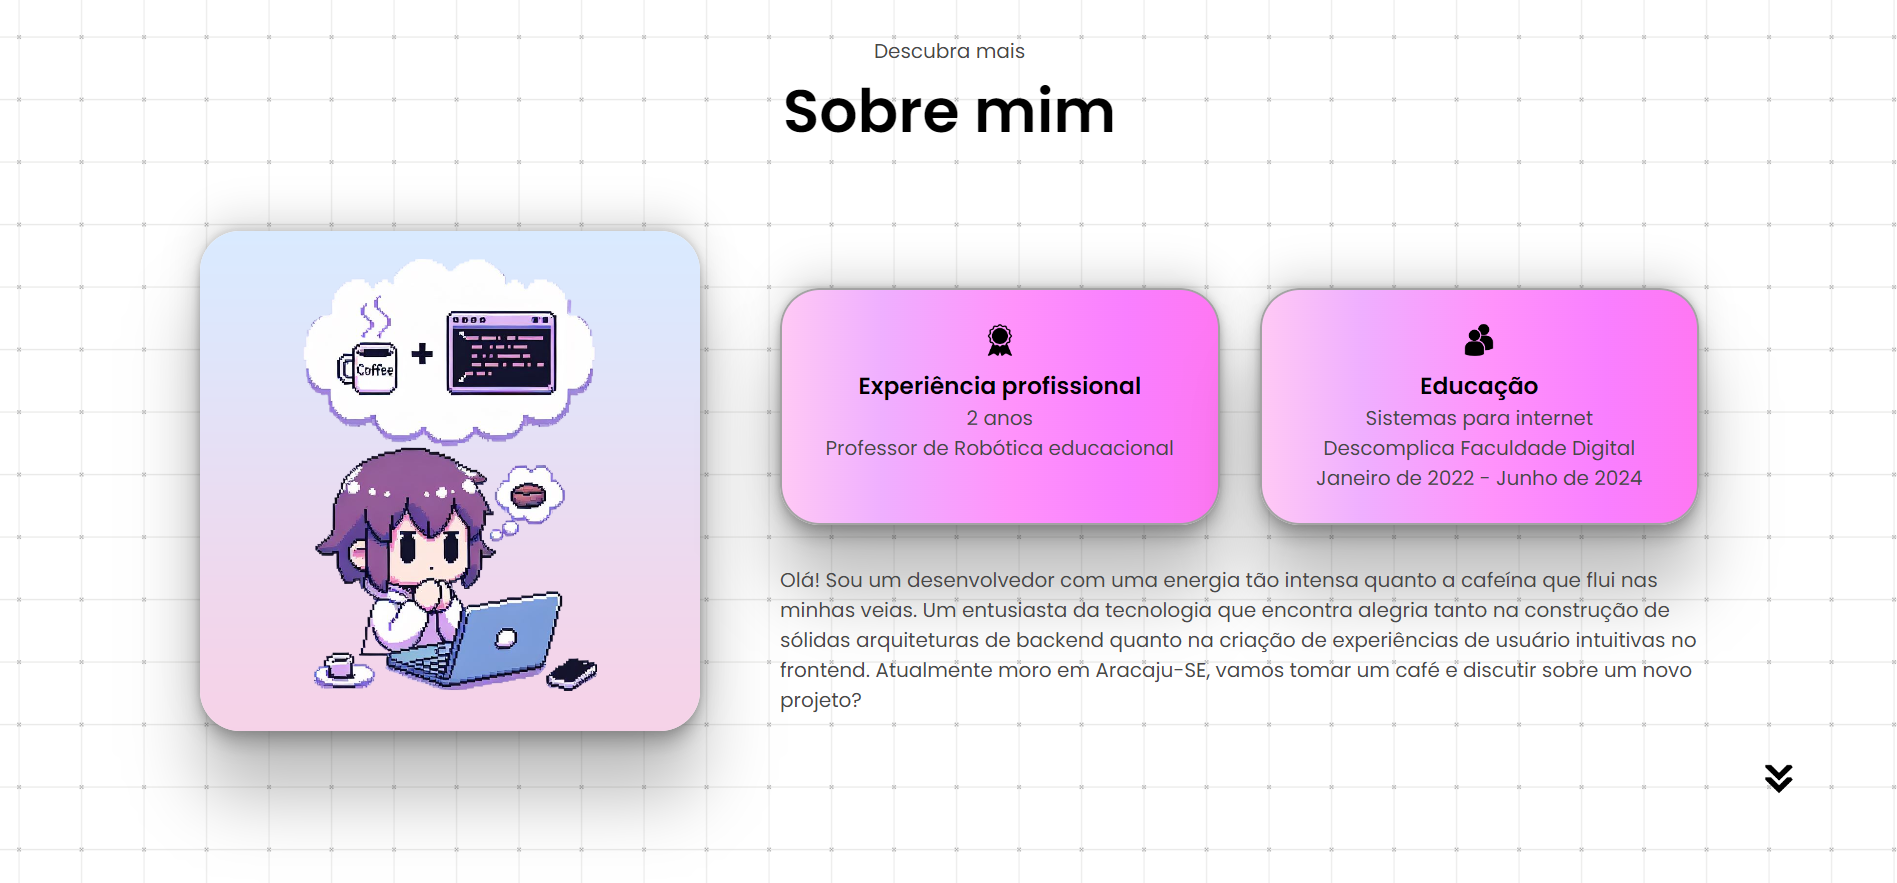 Descubra mais
Sobre mim
Coffee
Experiência profissional
2 anos
Professor de Robótica educacional
Educação
Sistemas para internet
Descomplica Faculdade Digital
Janeiro de 2022 - Junho de 2024
Olá! Sou um desenvolvedor com uma energia tão intensa quanto a cafeína que flui nas
minhas veias. Um entusiasta da tecnologia que encontra alegria tanto na construção de
sólidas arquiteturas de backend quanto na criação de experiências de usuário intuitivas no
frontend. Atualmente moro em Aracaju-SE, vamos tomar um café e discutir sobre um novo
projeto?